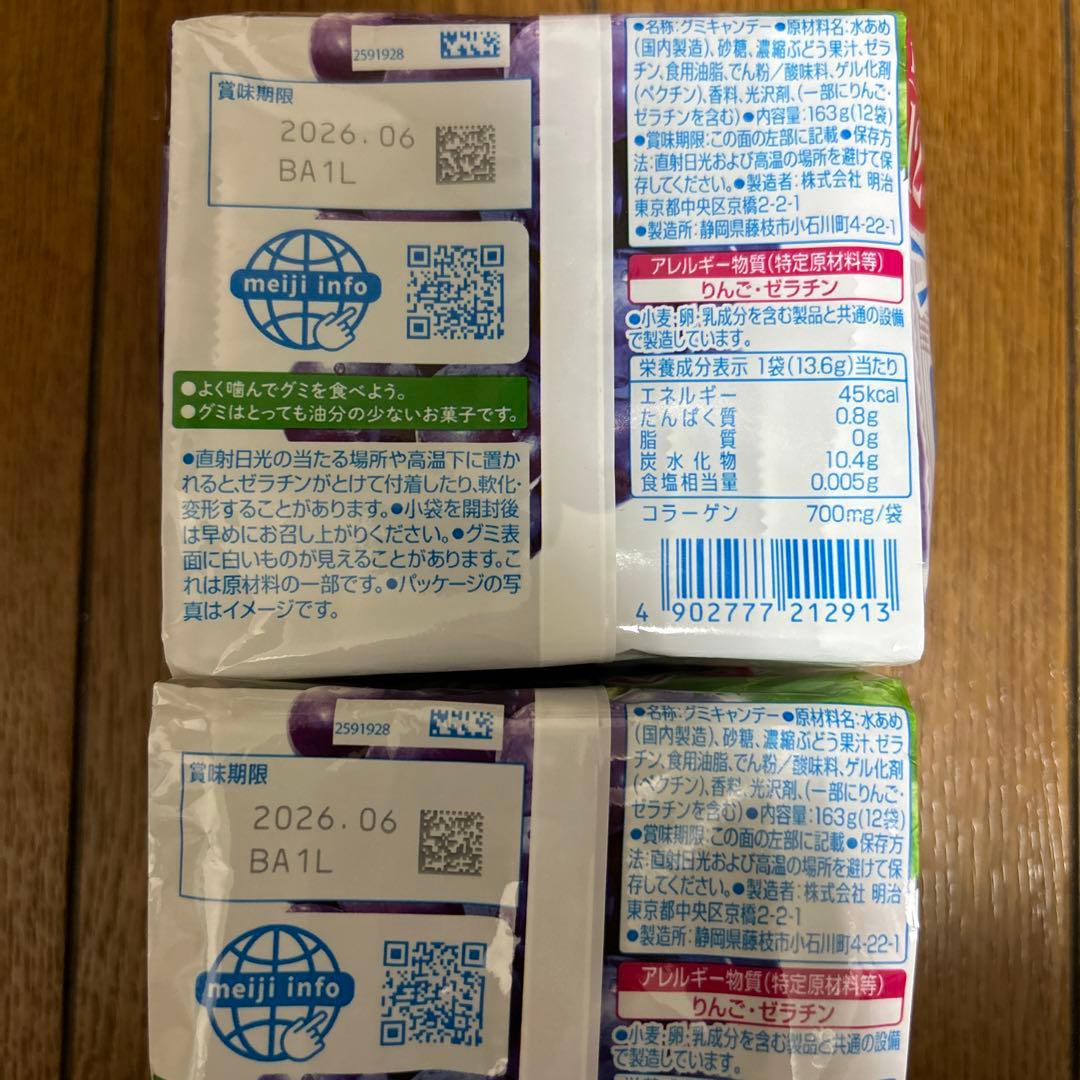 2591928
賞味期限
2026.06
BA1L
meiji info
●よく噛んでグミを食べよう。
●グミはとっても油分の少ないお菓子です。
●直射日光の当たる場所や高温下に置か
れると、ゼラチンがとけて付着したり、軟化・
変形することがあります。●小袋を開封後
は早めにお召し上がりください。●グミ表
面に白いものが見えることがあります。こ
れは原材料の一部です。●パッケージの写
真はイメージです。
●名称:グミキャンデー●原材料名:水あめ
(国内製造)、砂糖、濃縮ぶどう果汁、ゼラ
チン、食用油脂、でん粉/酸味料、ゲル化剤
(ペクチン)、香料、光沢剤、(一部にりんご・
ゼラチンを含む)●内容量:163g(12袋)
●賞味期限:この面の左部に記載●保存方
法:直射日光および高温の場所を避けて保
存してください。●製造者:株式会社 明治
東京都中央区京橋2-2-1
●製造所:静岡県藤枝市小石川町4-22-1
アレルギー物質(特定原材料等)
りんご・ゼラチン
●小麦、卵、乳成分を含む製品と共通の設備
で製造しています。
栄養成分表示 1袋(13.6g)当たり
エネルギー 45kcal
たんぱく質 0.8g
脂質 0g
炭水化物 10.4g
食塩相当量 0.005g
コラーゲン 700mg/袋
4 902777 212913
2591928
賞味期限
2026.06
BA1L
meiji info
●名称:グミキャンデー●原材料名:水あめ
(国内製造)、砂糖、濃縮ぶどう果汁、ゼラ
チン、食用油脂、でん粉/酸味料、ゲル化剤
(ペクチン)、香料、光沢剤、(一部にりんご・
ゼラチンを含む)●内容量:163g(12袋)
●賞味期限:この面の左部に記載●保存方
法:直射日光および高温の場所を避けて保
存してください。●製造者:株式会社 明治
東京都中央区京橋2-2-1
●製造所:静岡県藤枝市小石川町4-22-1
アレルギー物質(特定原材料等)
りんご・ゼラチン
●小麦、卵、乳成分を含む製品と共通の設備
で製造しています。